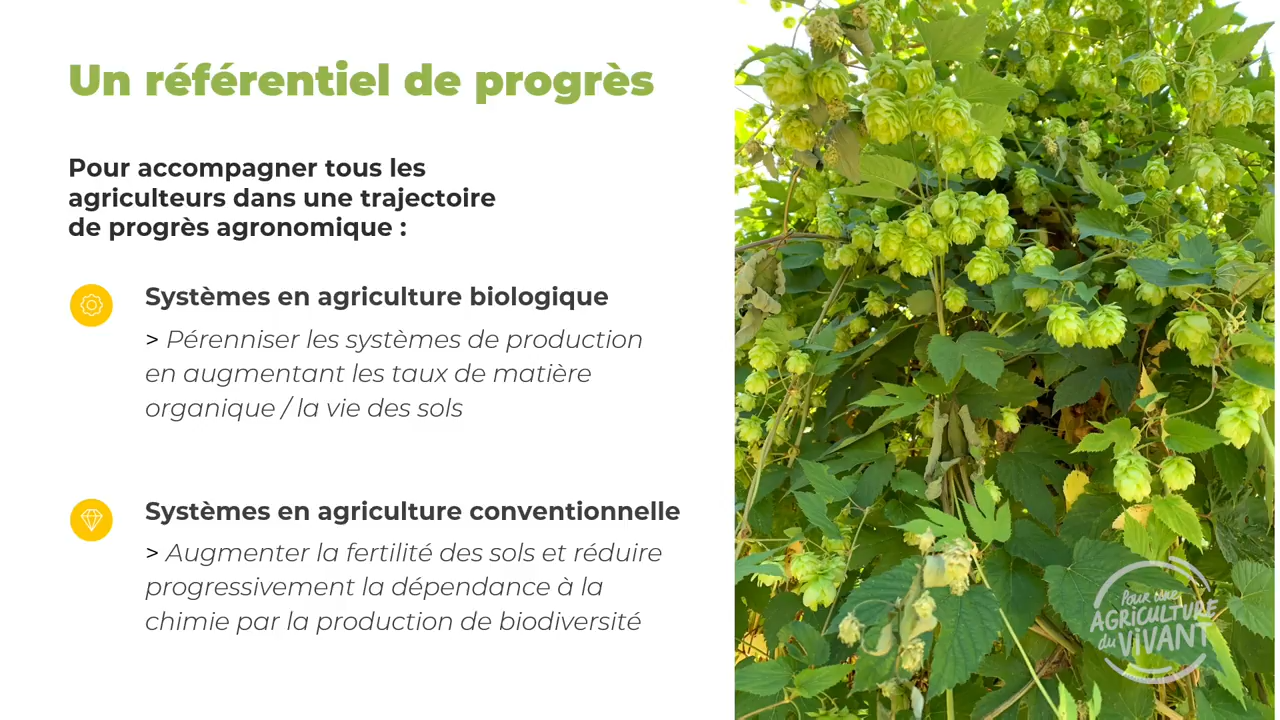 Un référentiel de progrès
Pour accompagner tous les
agriculteurs dans une trajectoire
de progrès agronomique :
Systèmes en agriculture biologique
> Pérenniser les systèmes de production
en augmentant les taux de matière
organique / la vie des sols
Systèmes en agriculture conventionnelle
> Augmenter la fertilité des sols et réduire
progressivement la dépendance à la
chimie par la production de biodiversité
Pour une
AGRiCULTURE
du ViVANT